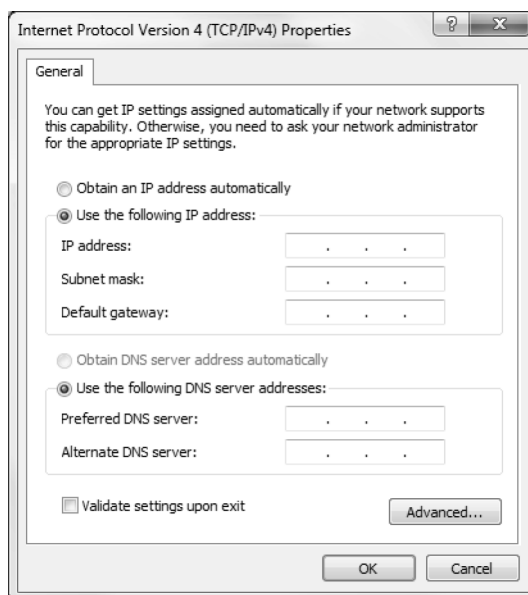 Internet Protocol Version 4 (TCP/IPv4) Properties
General
You can get IP settings assigned automatically if your network supports
this capability. Otherwise, you need to ask your network administrator
for the appropriate IP settings.
Obtain an IP address automatically
Use the following IP address:
IP address: . . .
Subnet mask: . . .
Default gateway: . . .
Obtain DNS server address automatically
Use the following DNS server addresses:
Preferred DNS server: . . .
Alternate DNS server: . . .
Validate settings upon exit
Advanced...
OK Cancel